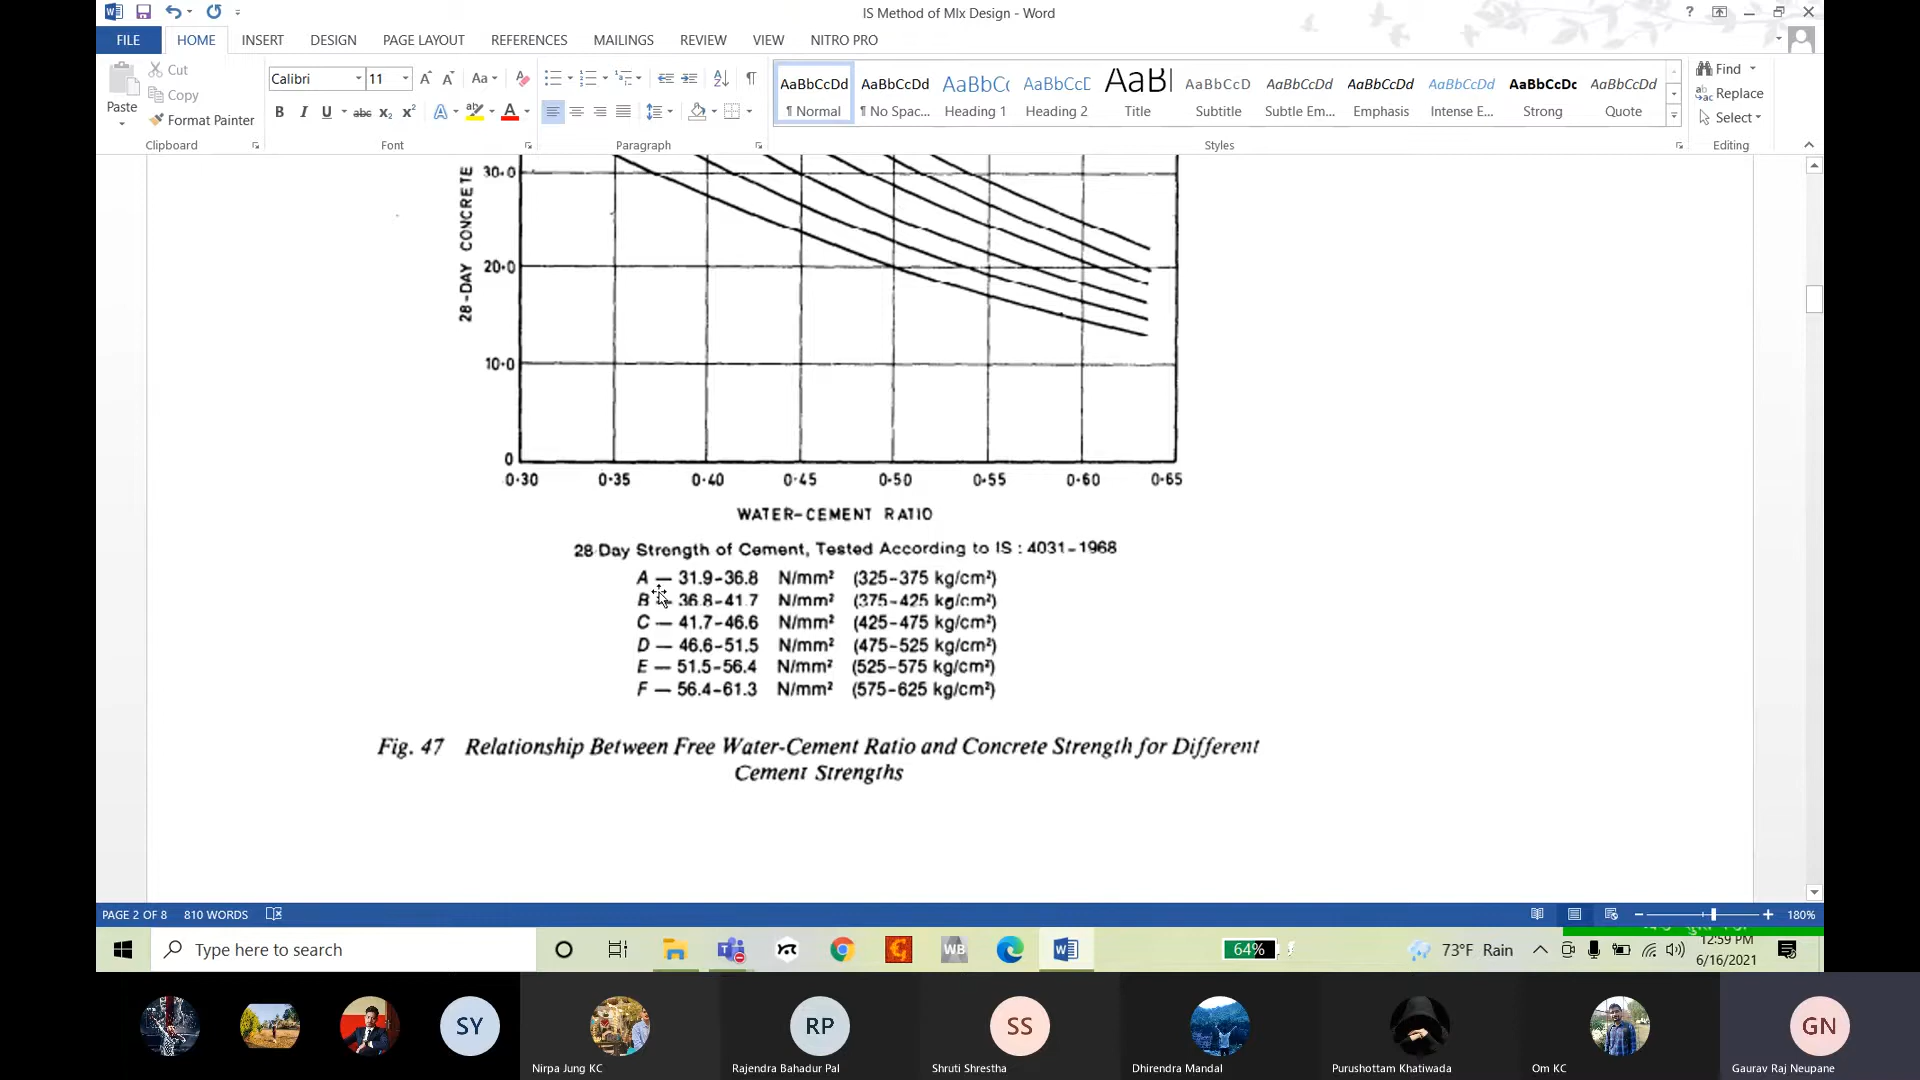 IS Method of MIx Design - Word
FILE HOME INSERT DESIGN PAGE LAYOUT REFERENCES MAILINGS REVIEW VIEW NITRO PRO
Cut
Copy
Format Painter
Paste
Clipboard
Calibri 11
Font
Paragraph
AaBbCcDd AaBbCcDd AaBbCc AaBbCcD AaBl AaBbCcD AaBbCcDd AaBbCcDd AaBbCcDd AaBbCcDc AaBbCcDd
¶ Normal ¶ No Spac... Heading 1 Heading 2 Title Subtitle Subtle Em... Emphasis Intense E... Strong Quote
Styles
Find
Replace
Select
Editing
28-DAY CONCRETE
30·0
20·0
10·0
0
0·30 0·35 0·40 0·45 0·50 0·55 0·60 0·65
WATER-CEMENT RATIO
28 Day Strength of Cement, Tested According to IS : 4031-1968
A — 31.9-36.8 N/mm² (325-375 kg/cm²)
B — 36.8-41.7 N/mm² (375-425 kg/cm²)
C — 41.7-46.6 N/mm² (425-475 kg/cm²)
D — 46.6-51.5 N/mm² (475-525 kg/cm²)
E — 51.5-56.4 N/mm² (525-575 kg/cm²)
F — 56.4-61.3 N/mm² (575-625 kg/cm²)
Fig. 47 Relationship Between Free Water-Cement Ratio and Concrete Strength for Different
Cement Strengths
PAGE 2 OF 8 810 WORDS 180%
Type here to search
64%
73°F Rain
12:59 PM
6/16/2021
SY RP SS GN
Nirpa Jung KC Rajendra Bahadur Pal Shruti Shrestha Dhirendra Mandal Purushottam Khatiwada Om KC Gaurav Raj Neupane